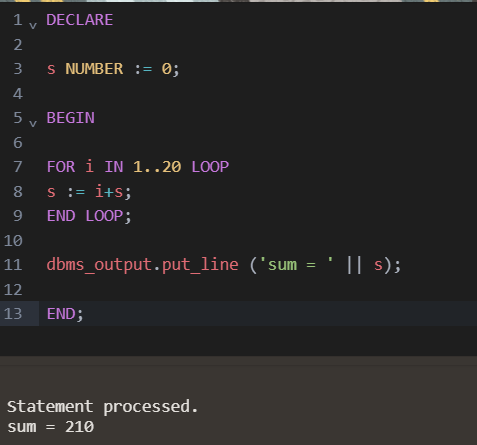 1 DECLARE
2
3 s NUMBER := 0;
4
5 BEGIN
6
7 FOR i IN 1..20 LOOP
8 s := i+s;
9 END LOOP;
10
11 dbms_output.put_line ('sum = ' || s);
12
13 END;
Statement processed.
sum = 210